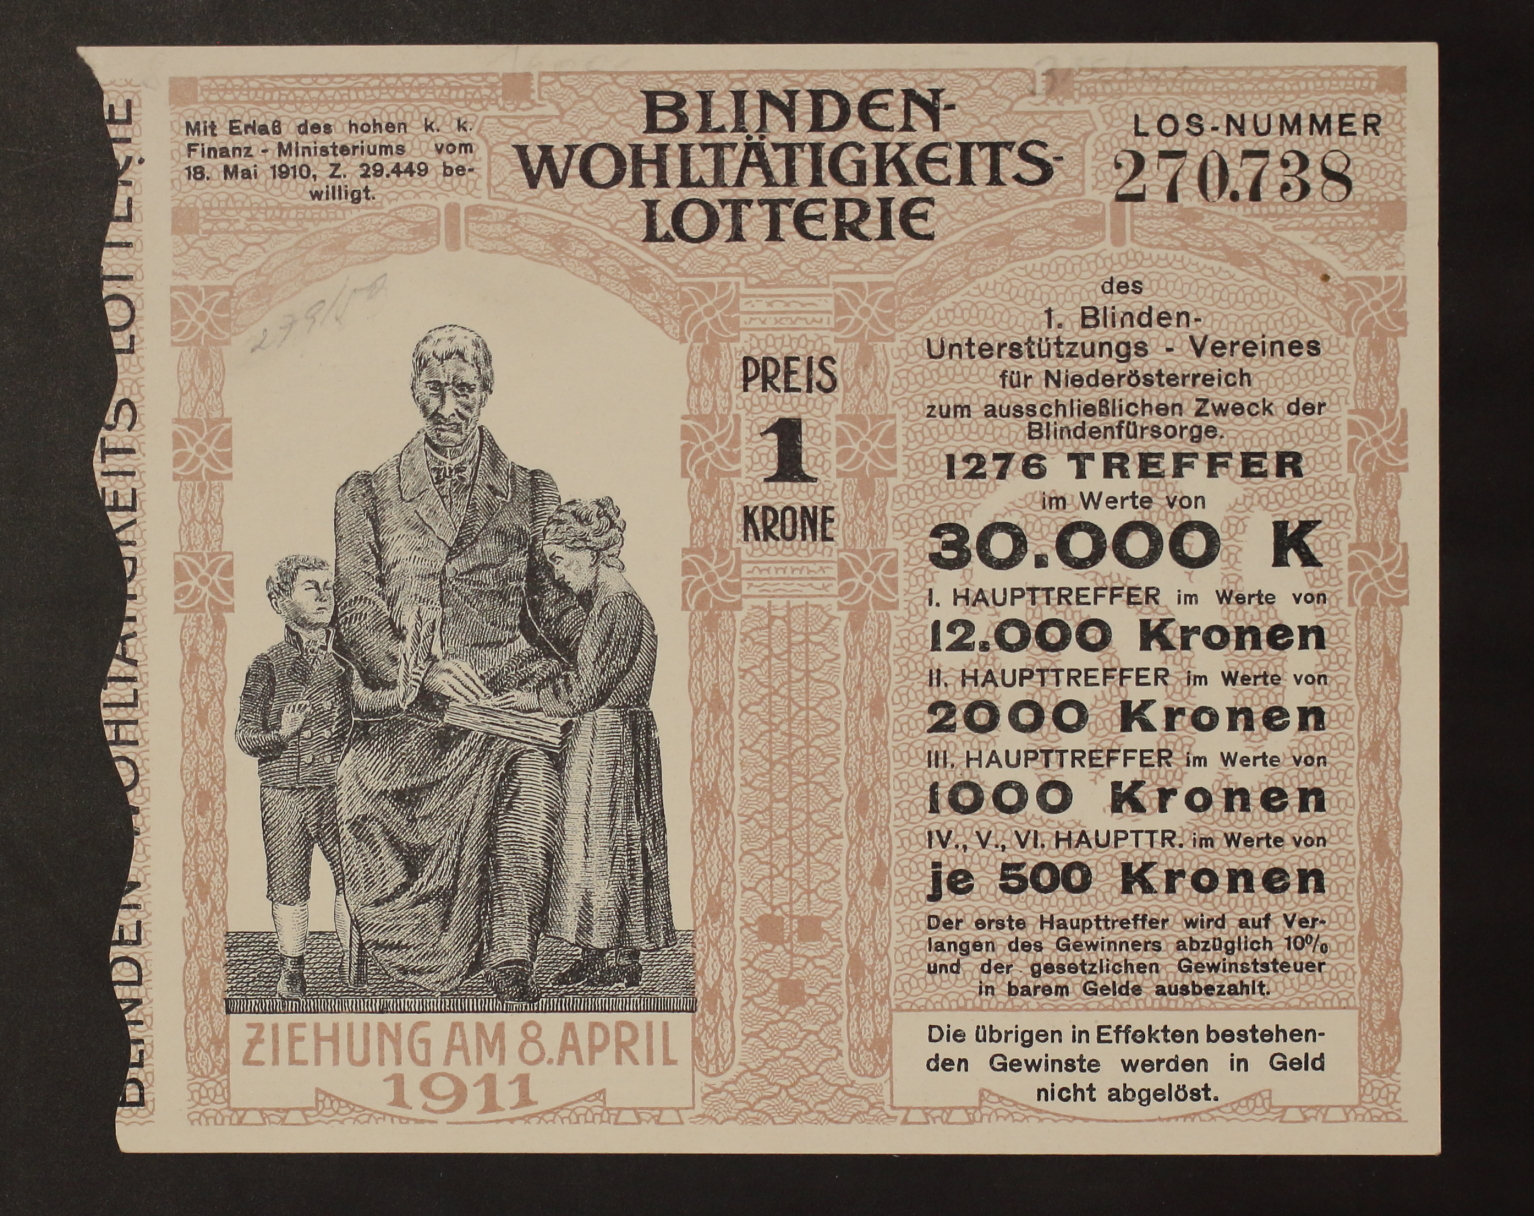 BLINDEN-WOHLTÄTIGKEITS LOTTERIE
Mit Erlaß des hohen k. k.
Finanz - Ministeriums vom
18. Mai 1910, Z. 29.449 be-
willigt.
BLINDEN-
WOHLTÄTIGKEITS-
LOTTERIE
LOS-NUMMER
270.738
279/50
PREIS
1
KRONE
des
1. Blinden-
Unterstützungs - Vereines
für Niederösterreich
zum ausschließlichen Zweck der
Blindenfürsorge.
1276 TREFFER
im Werte von
30.000 K
I. HAUPTTREFFER im Werte von
12.000 Kronen
II. HAUPTTREFFER im Werte von
2000 Kronen
III. HAUPTTREFFER im Werte von
1000 Kronen
IV., V., VI. HAUPTTR. im Werte von
je 500 Kronen
Der erste Haupttreffer wird auf Ver-
langen des Gewinners abzüglich 10%
und der gesetzlichen Gewinststeuer
in barem Gelde ausbezahlt.
Die übrigen in Effekten bestehen-
den Gewinste werden in Geld
nicht abgelöst.
ZIEHUNG AM 8. APRIL
1911